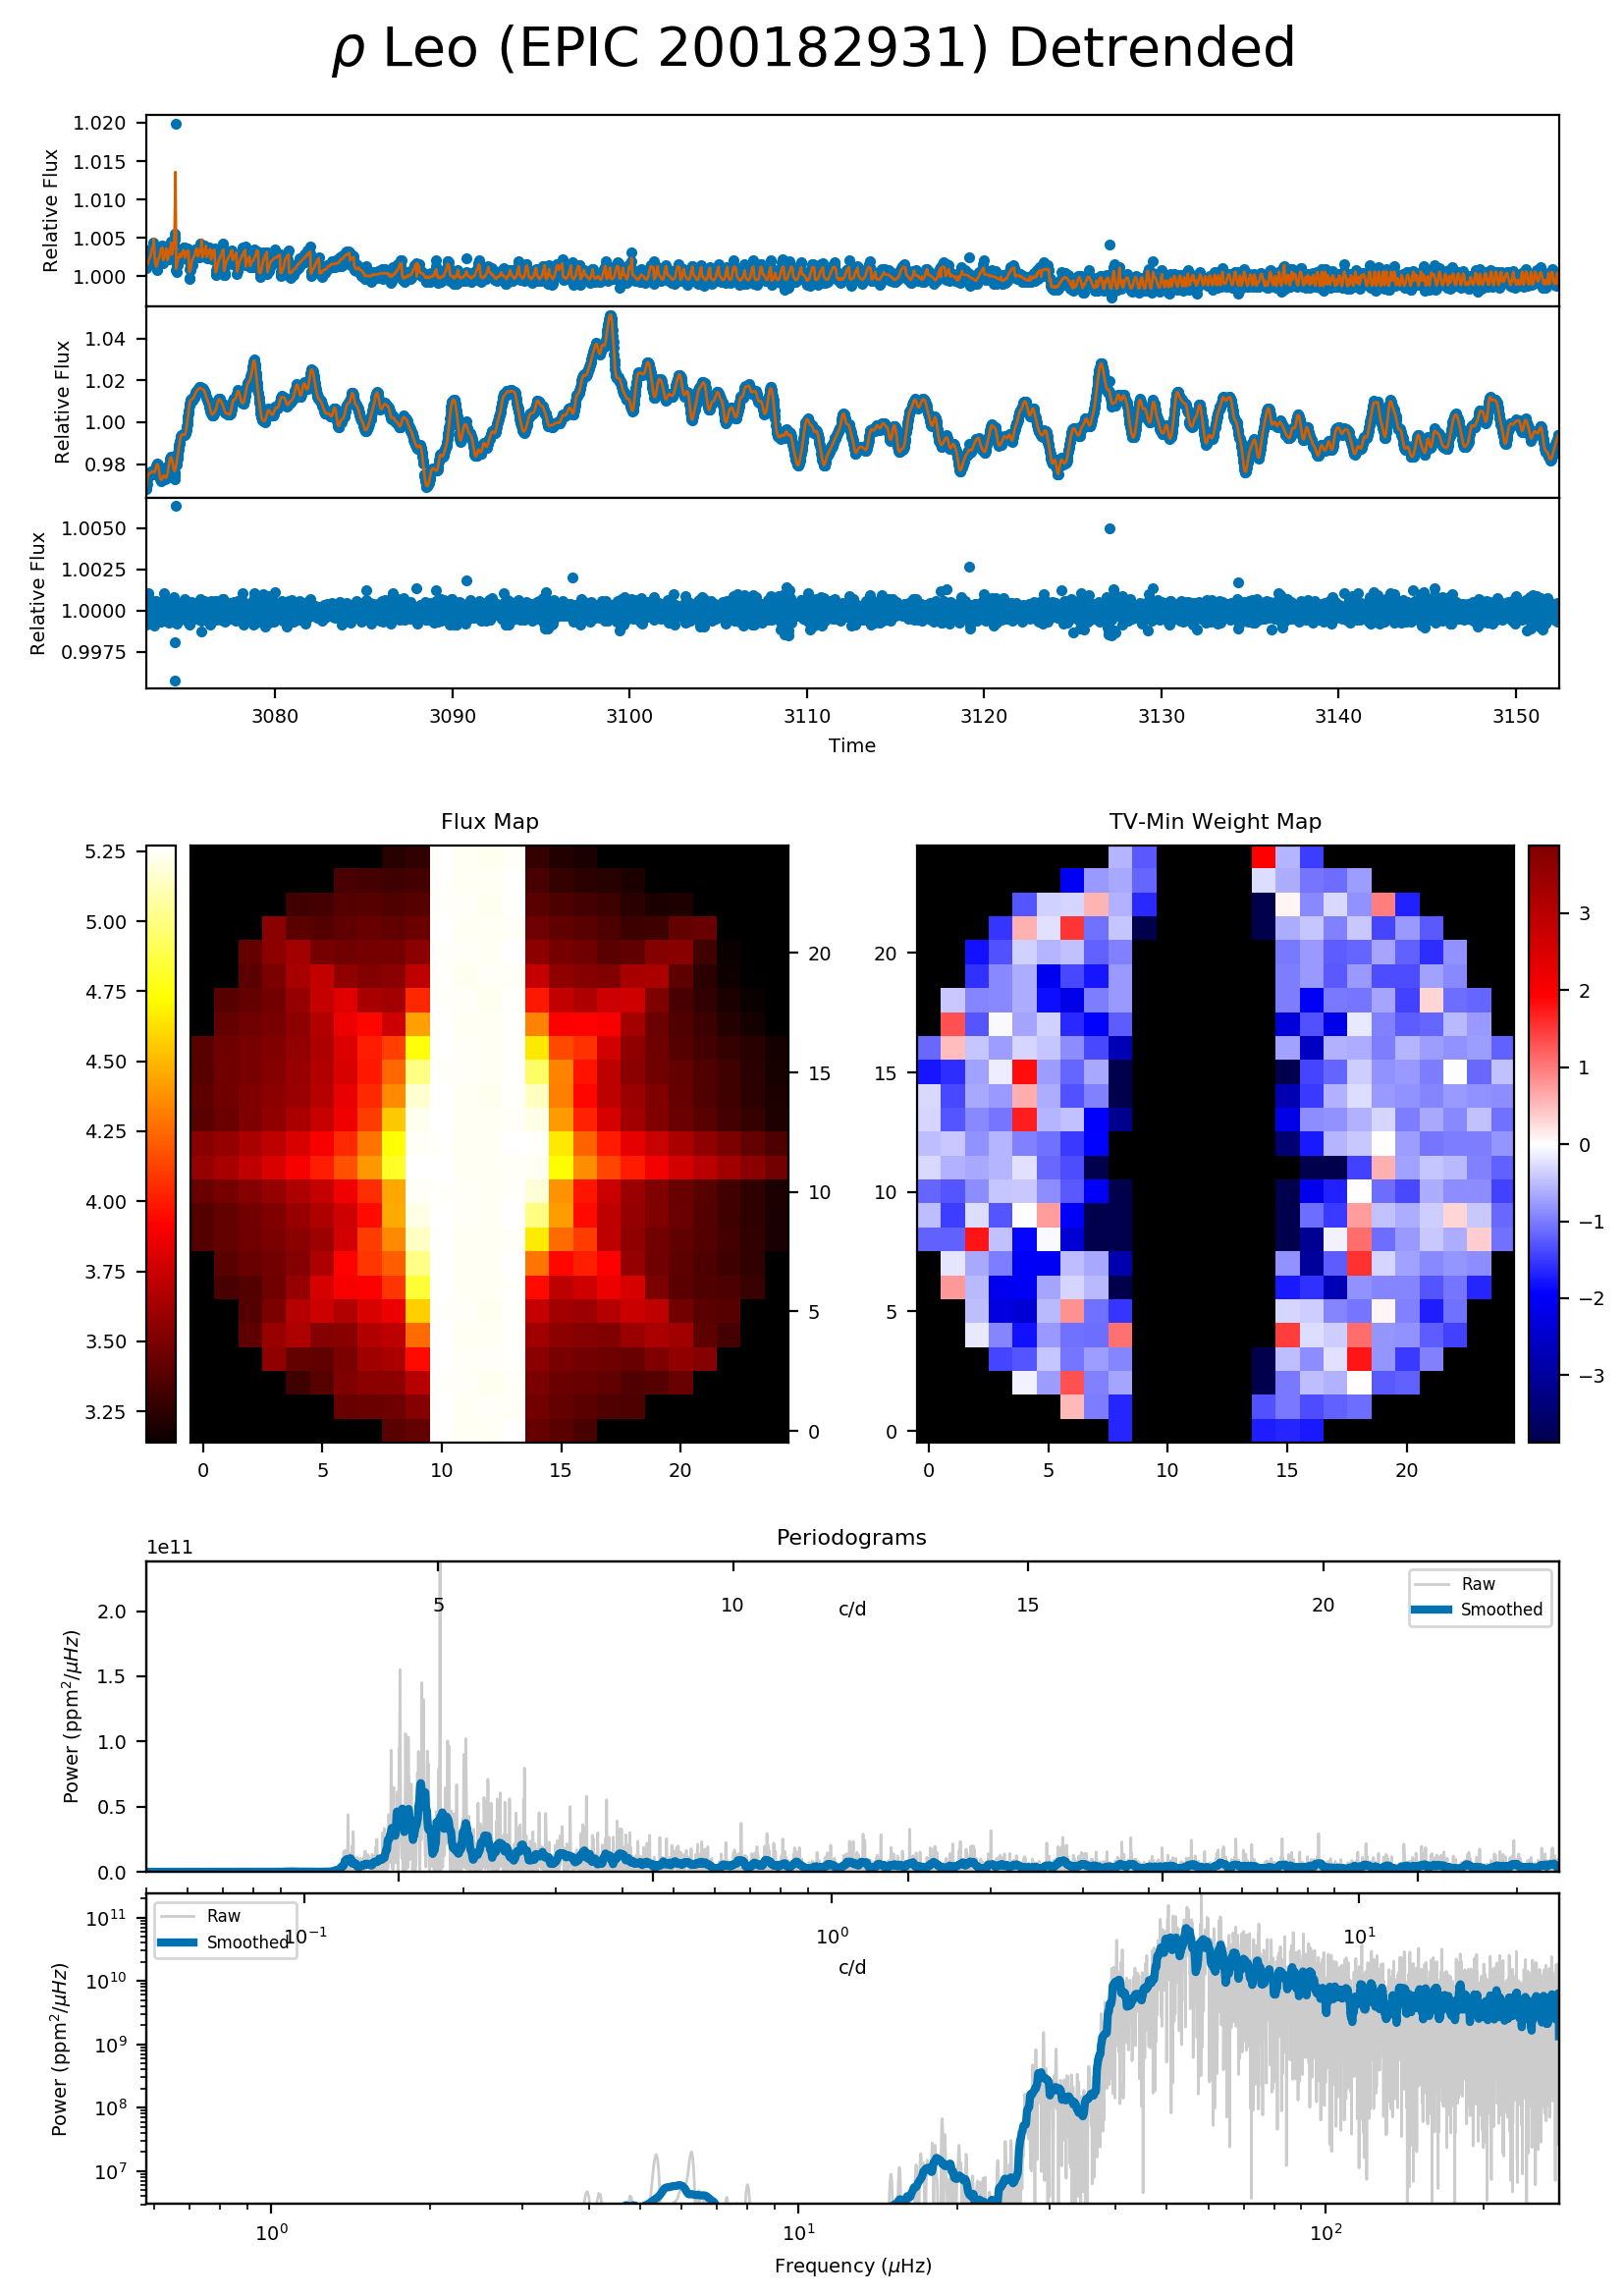 ρ Leo (EPIC 200182931) Detrended
1.020
1.015
1.010
1.005
1.000
Relative Flux
1.04
1.02
1.00
0.98
Relative Flux
1.0050
1.0025
1.0000
0.9975
Relative Flux
3080 3090 3100 3110 3120 3130 3140 3150
Time
Flux Map
5.25
5.00
4.75
4.50
4.25
4.00
3.75
3.50
3.25
20
15
10
5
0
0 5 10 15 20
TV-Min Weight Map
20
15
10
5
0
0 5 10 15 20
3
2
1
0
−1
−2
−3
Periodograms
1e11
2.0
1.5
1.0
0.5
0.0
Power (ppm²/μHz)
5 10 15 20
c/d
Raw
Smoothed
Raw
Smoothed
10⁻¹ 10⁰ 10¹
c/d
10¹¹
10¹⁰
10⁹
10⁸
10⁷
Power (ppm²/μHz)
10⁰ 10¹ 10²
Frequency (μHz)